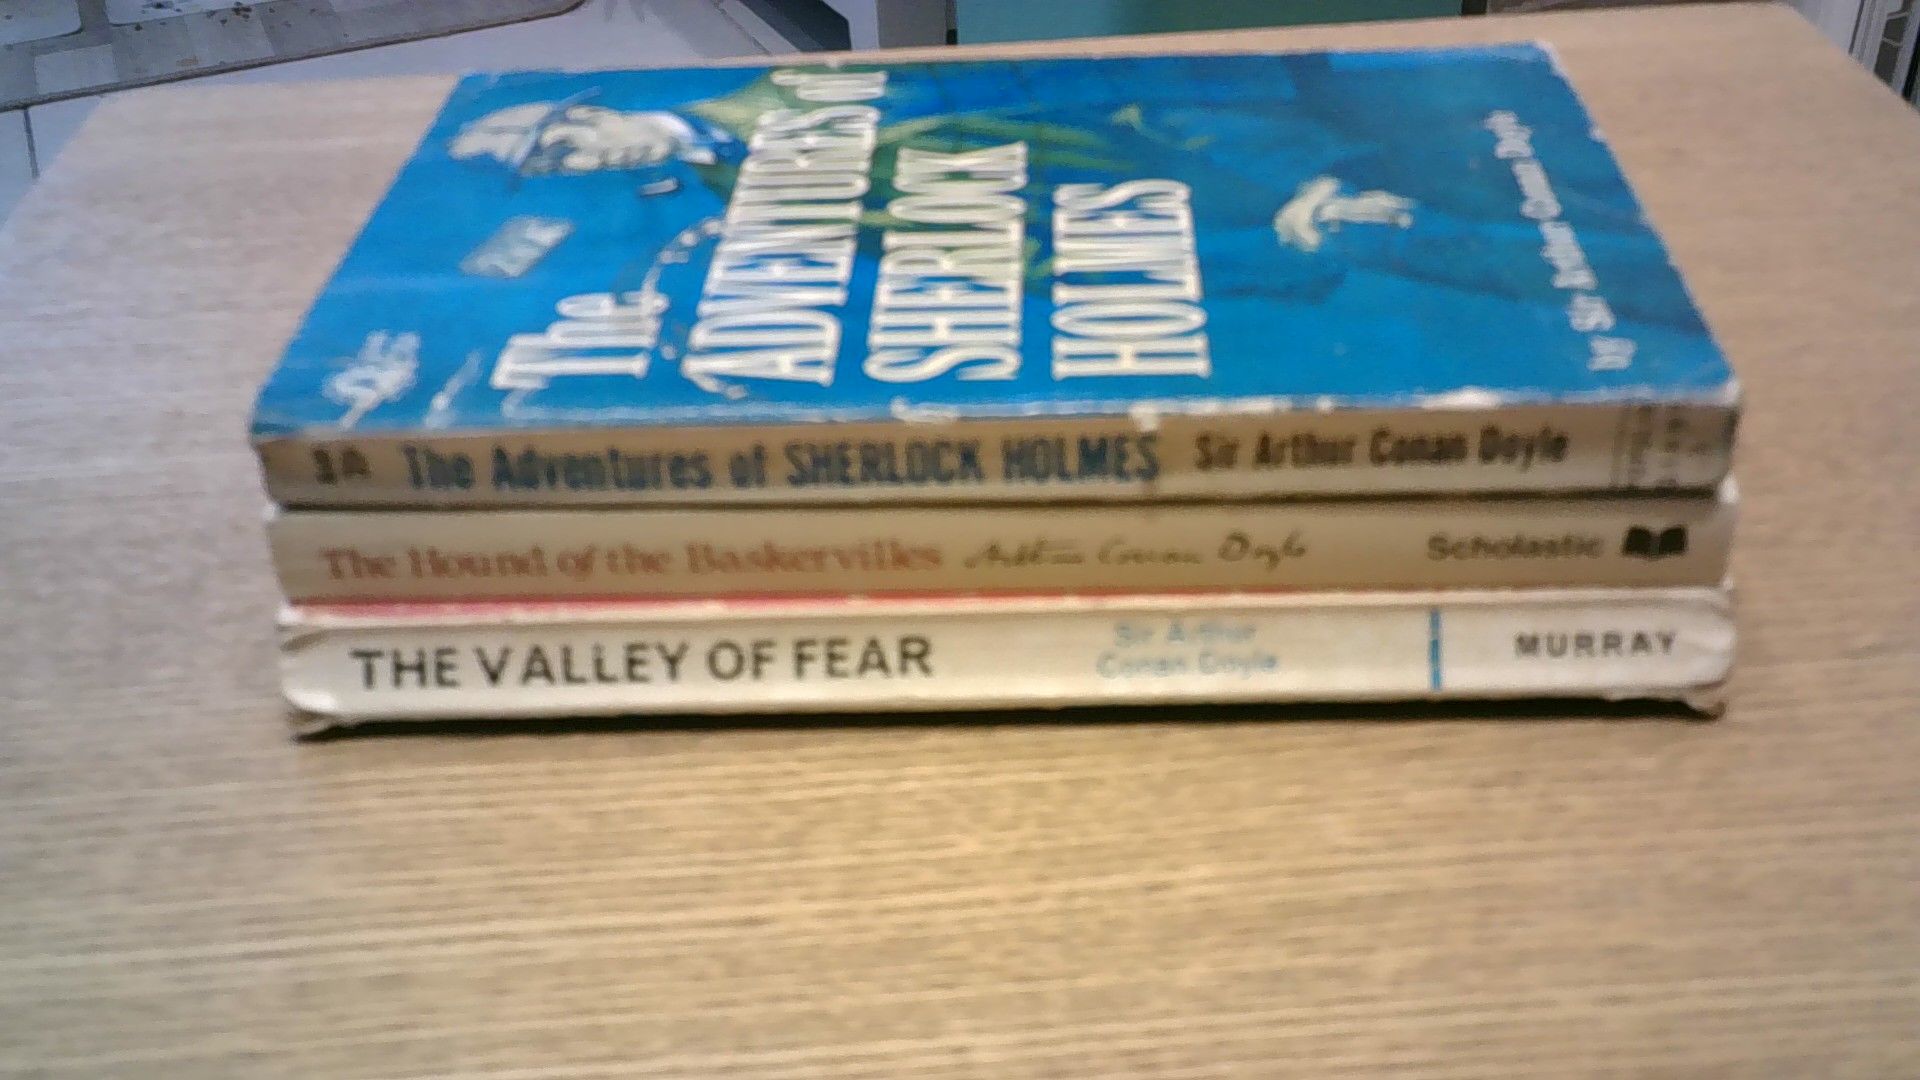 The
ADVENTURES of
SHERLOCK
HOLMES
by Sir Arthur Conan Doyle
The Adventures of SHERLOCK HOLMES Sir Arthur Conan Doyle
The Hound of the Baskervilles Arthur Conan Doyle Scholastic
THE VALLEY OF FEAR Sir Arthur
Conan Doyle MURRAY